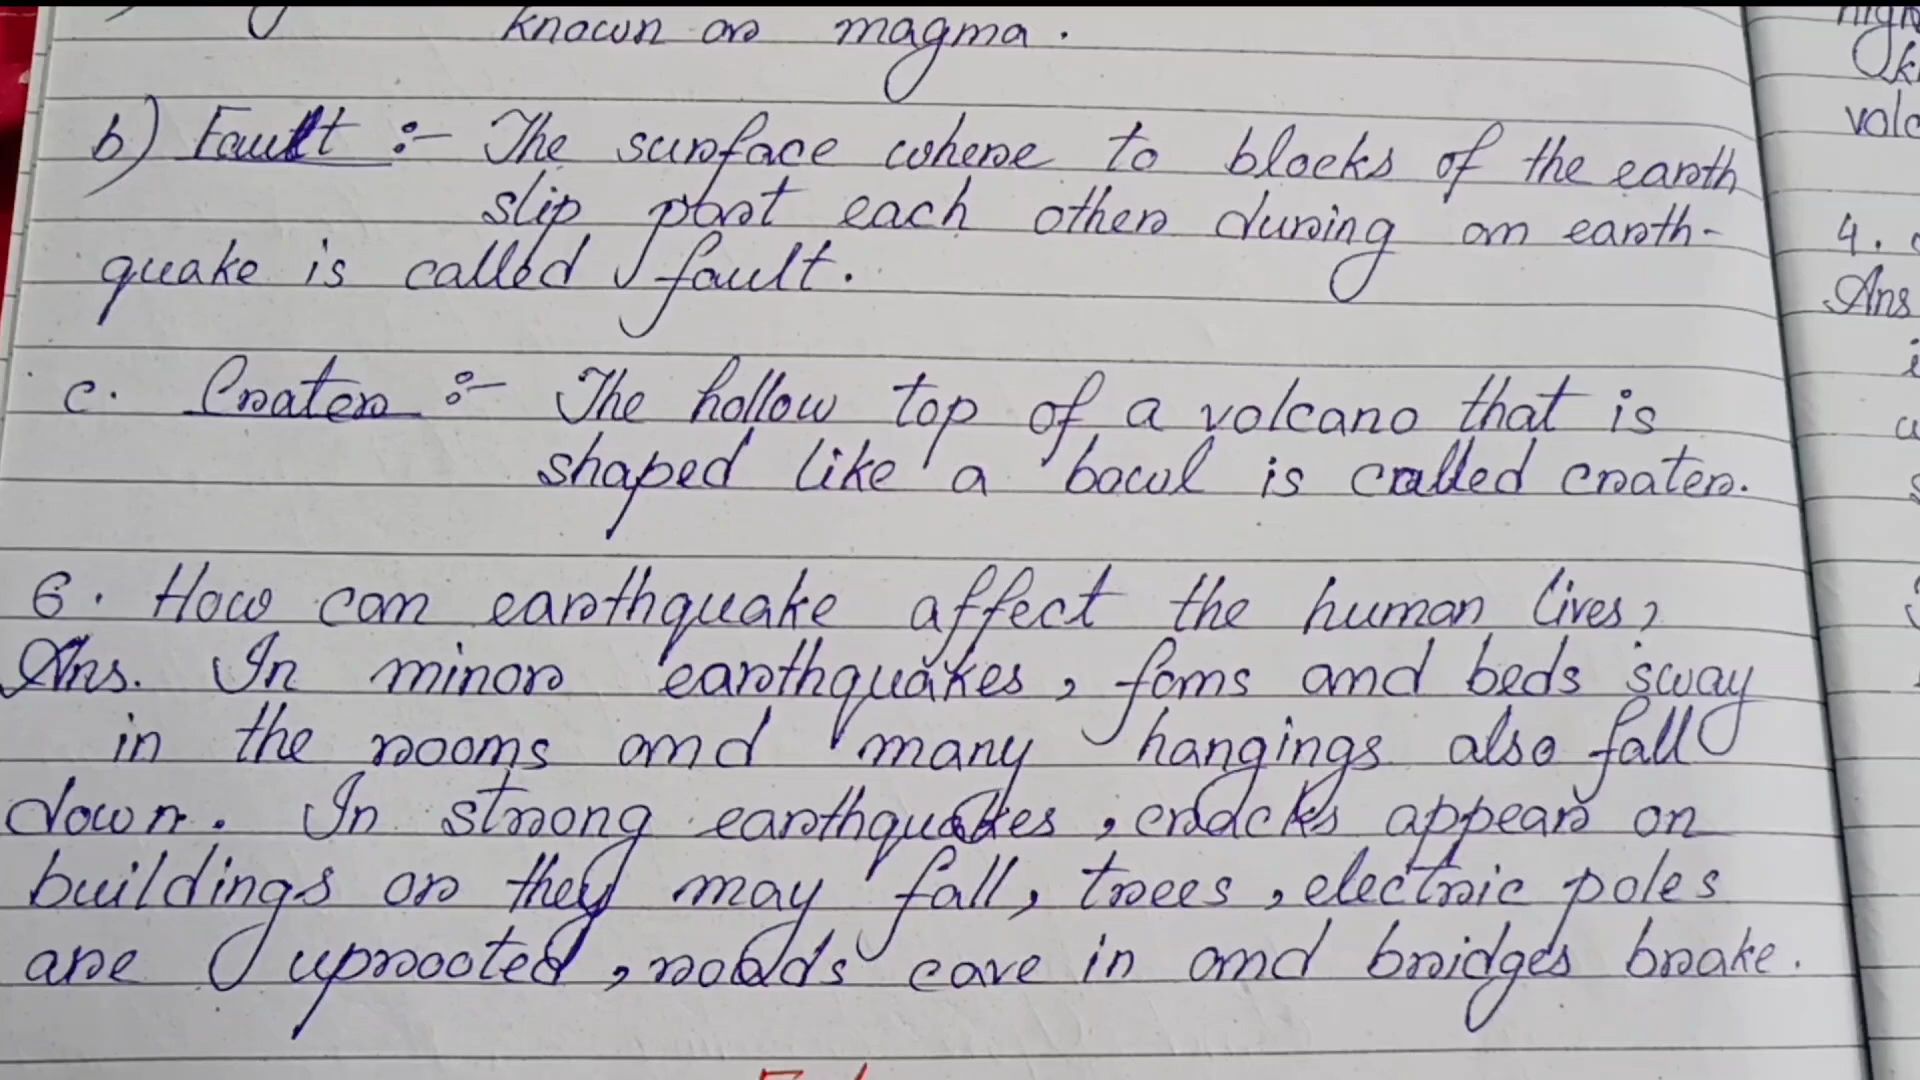 known as magma.
b) Fault :- The surface where to blocks of the earth
slip past each other during an earth-
quake is called fault.
c. Crater :- The hollow top of a volcano that is
shaped like a bowl is called crater.
6. How can earthquake affect the human lives?
Ans. In minor earthquakes, fans and beds sway
in the rooms and many hangings also fall
down. In strong earthquakes, cracks appear on
buildings or they may fall, trees, electric poles
are uprooted, roads cave in and bridges brake.
volc
4.
Ans